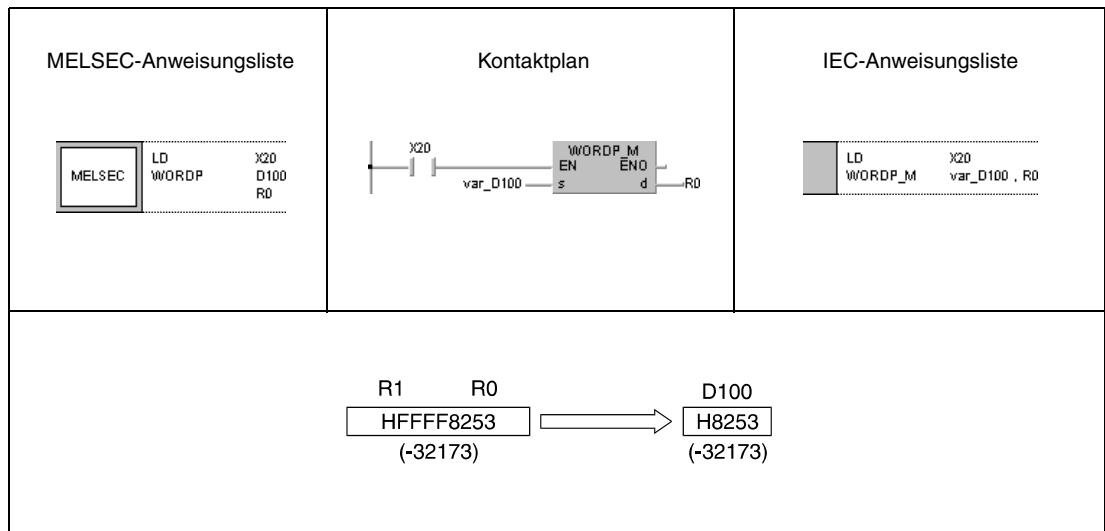 MELSEC-Anweisungsliste
MELSEC
LD X20
WORDP D100
R0
Kontaktplan
X20
WORDP_M
EN ENO
var_D100 s d R0
IEC-Anweisungsliste
LD X20
WORDP_M var_D100 , R0
R1 R0
HFFFF8253
(-32173)
D100
H8253
(-32173)